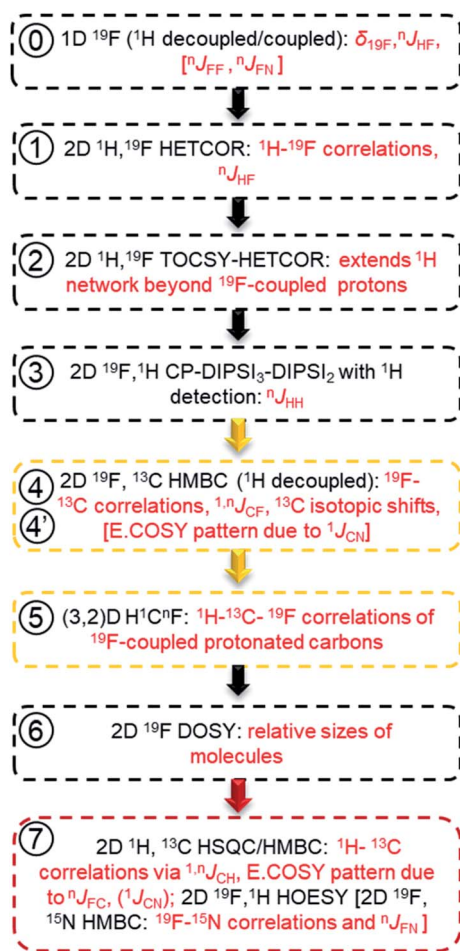 ⓪ 1D ¹⁹F (¹H decoupled/coupled): δ₁₉F, ⁿJHF,
[ⁿJFF , ⁿJFN ]
① 2D ¹H,¹⁹F HETCOR: ¹H-¹⁹F correlations,
ⁿJHF
② 2D ¹H,¹⁹F TOCSY-HETCOR: extends ¹H
network beyond ¹⁹F-coupled protons
③ 2D ¹⁹F,¹H CP-DIPSI₃-DIPSI₂ with ¹H
detection: ⁿJHH
④ 2D ¹⁹F, ¹³C HMBC (¹H decoupled): ¹⁹F-
④' ¹³C correlations, ¹,ⁿJCF, ¹³C isotopic shifts,
[E.COSY pattern due to ¹JCN]
⑤ (3,2)D H¹CⁿF: ¹H-¹³C- ¹⁹F correlations of
¹⁹F-coupled protonated carbons
⑥ 2D ¹⁹F DOSY: relative sizes of
molecules
⑦ 2D ¹H, ¹³C HSQC/HMBC: ¹H- ¹³C
correlations via ¹,ⁿJCH, E.COSY pattern due
to ⁿJFC, (¹JCN); 2D ¹⁹F,¹H HOESY [2D ¹⁹F,
¹⁵N HMBC: ¹⁹F-¹⁵N correlations and ⁿJFN ]